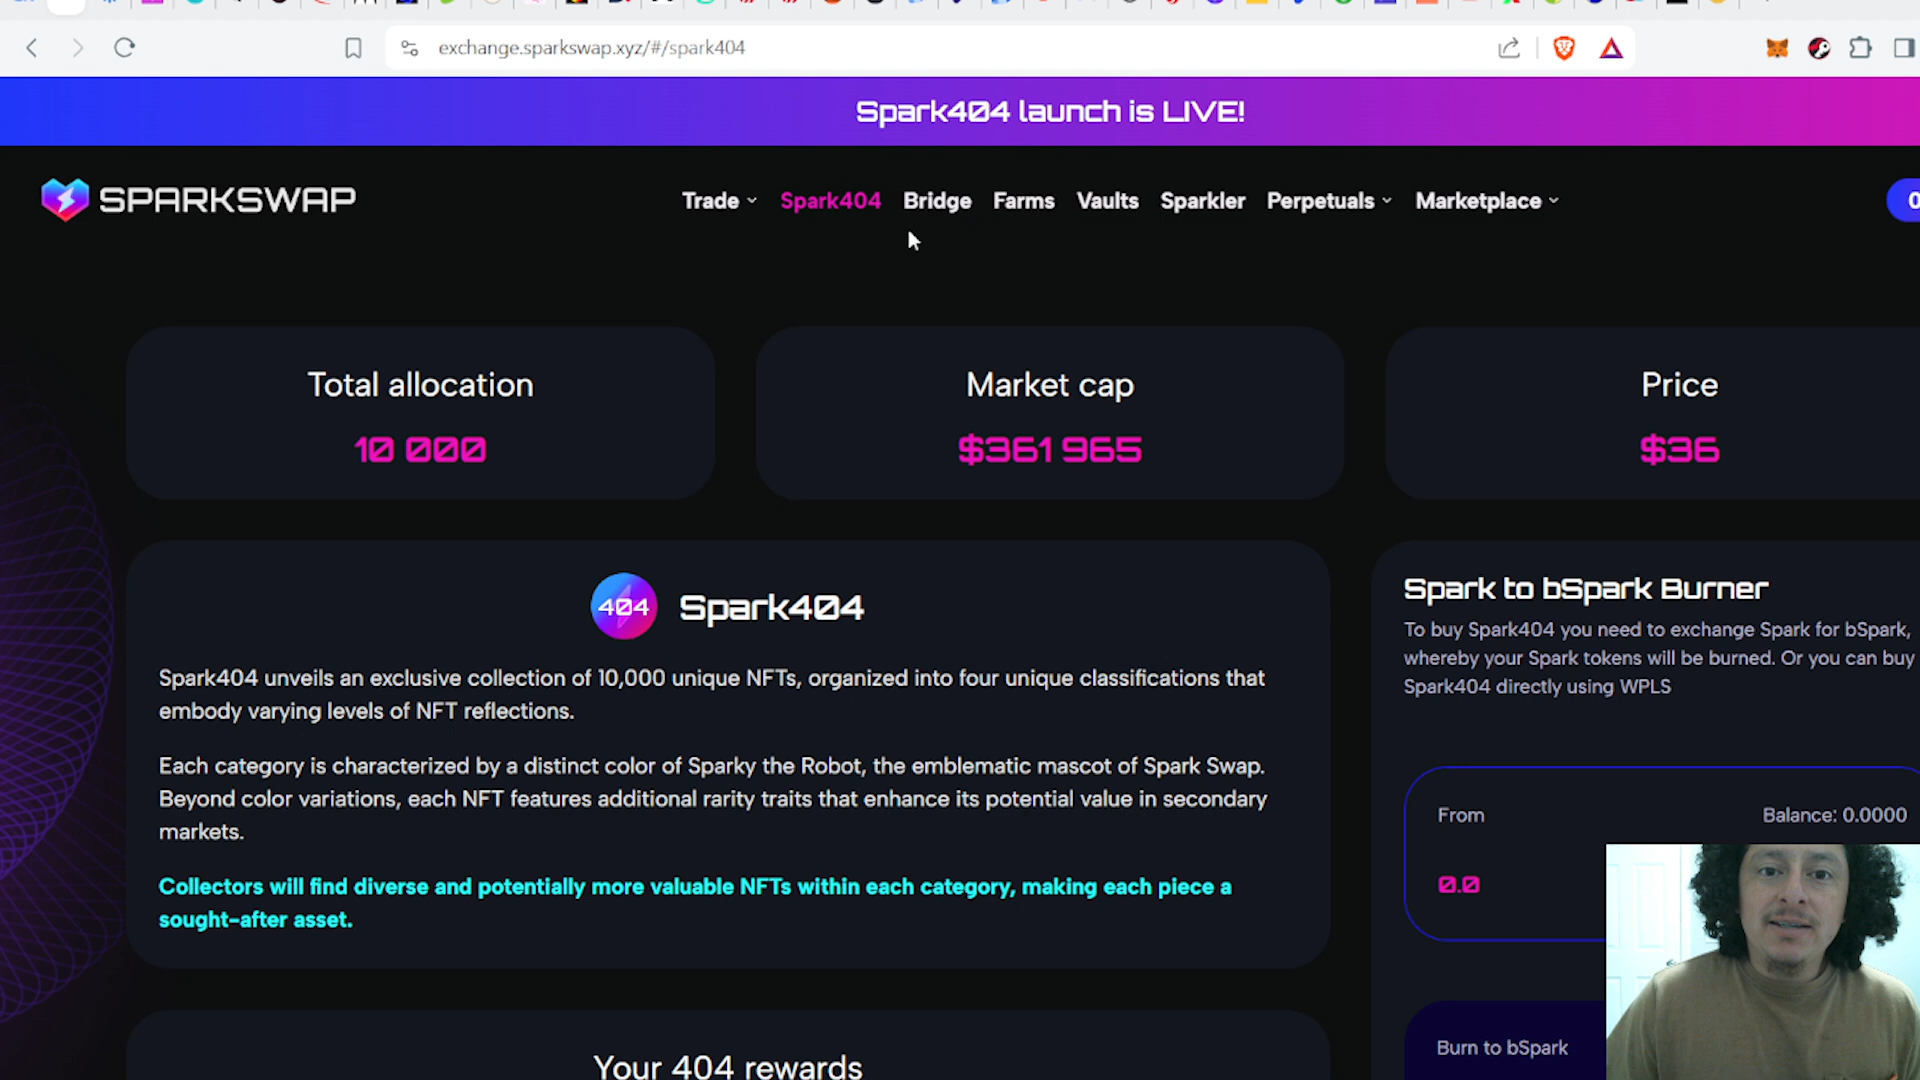 exchange.sparkswap.xyz/#/spark404
Spark404 launch is LIVE!
SPARKSWAP
Trade Spark404 Bridge Farms Vaults Sparkler Perpetuals Marketplace
0
Total allocation
10 000
Market cap
$361 965
Price
$36
404 Spark404
Spark404 unveils an exclusive collection of 10,000 unique NFTs, organized into four unique classifications that
embody varying levels of NFT reflections.
Each category is characterized by a distinct color of Sparky the Robot, the emblematic mascot of Spark Swap.
Beyond color variations, each NFT features additional rarity traits that enhance its potential value in secondary
markets.
Collectors will find diverse and potentially more valuable NFTs within each category, making each piece a
sought-after asset.
Your 404 rewards
Spark to bSpark Burner
To buy Spark404 you need to exchange Spark for bSpark,
whereby your Spark tokens will be burned. Or you can buy
Spark404 directly using WPLS
From Balance: 0.0000
0.0
Burn to bSpark